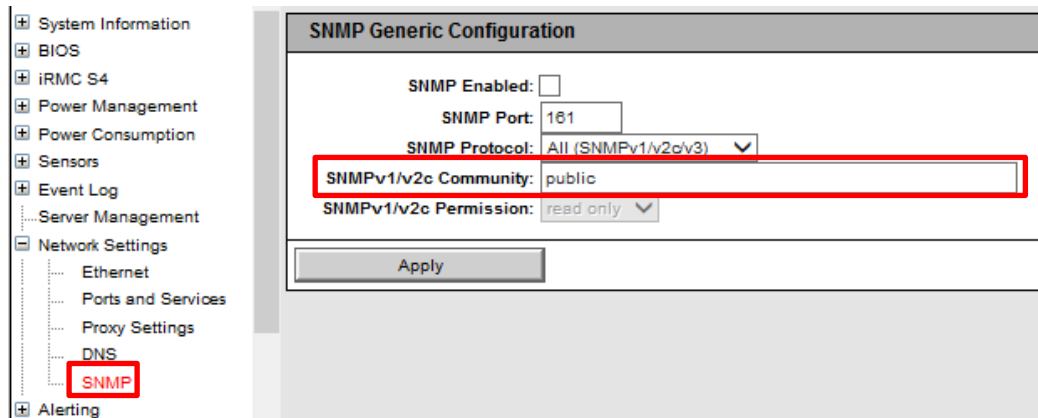 System Information
BIOS
iRMC S4
Power Management
Power Consumption
Sensors
Event Log
Server Management
Network Settings
Ethernet
Ports and Services
Proxy Settings
DNS
SNMP
Alerting
SNMP Generic Configuration
SNMP Enabled:
SNMP Port: 161
SNMP Protocol: All (SNMPv1/v2c/v3)
SNMPv1/v2c Community: public
SNMPv1/v2c Permission: read only
Apply